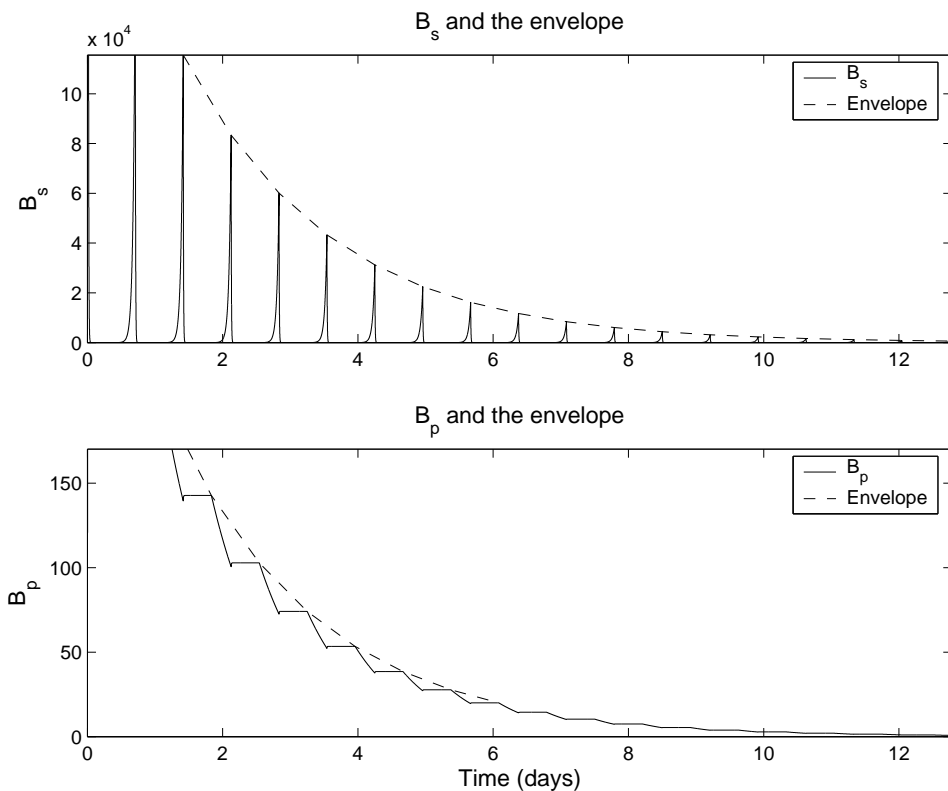 B_s and the envelope
x 10^4
10
8
6
4
2
0
B_s
B_s
Envelope
0 2 4 6 8 10 12
B_p and the envelope
150
100
50
0
B_p
B_p
Envelope
0 2 4 6 8 10 12
Time (days)